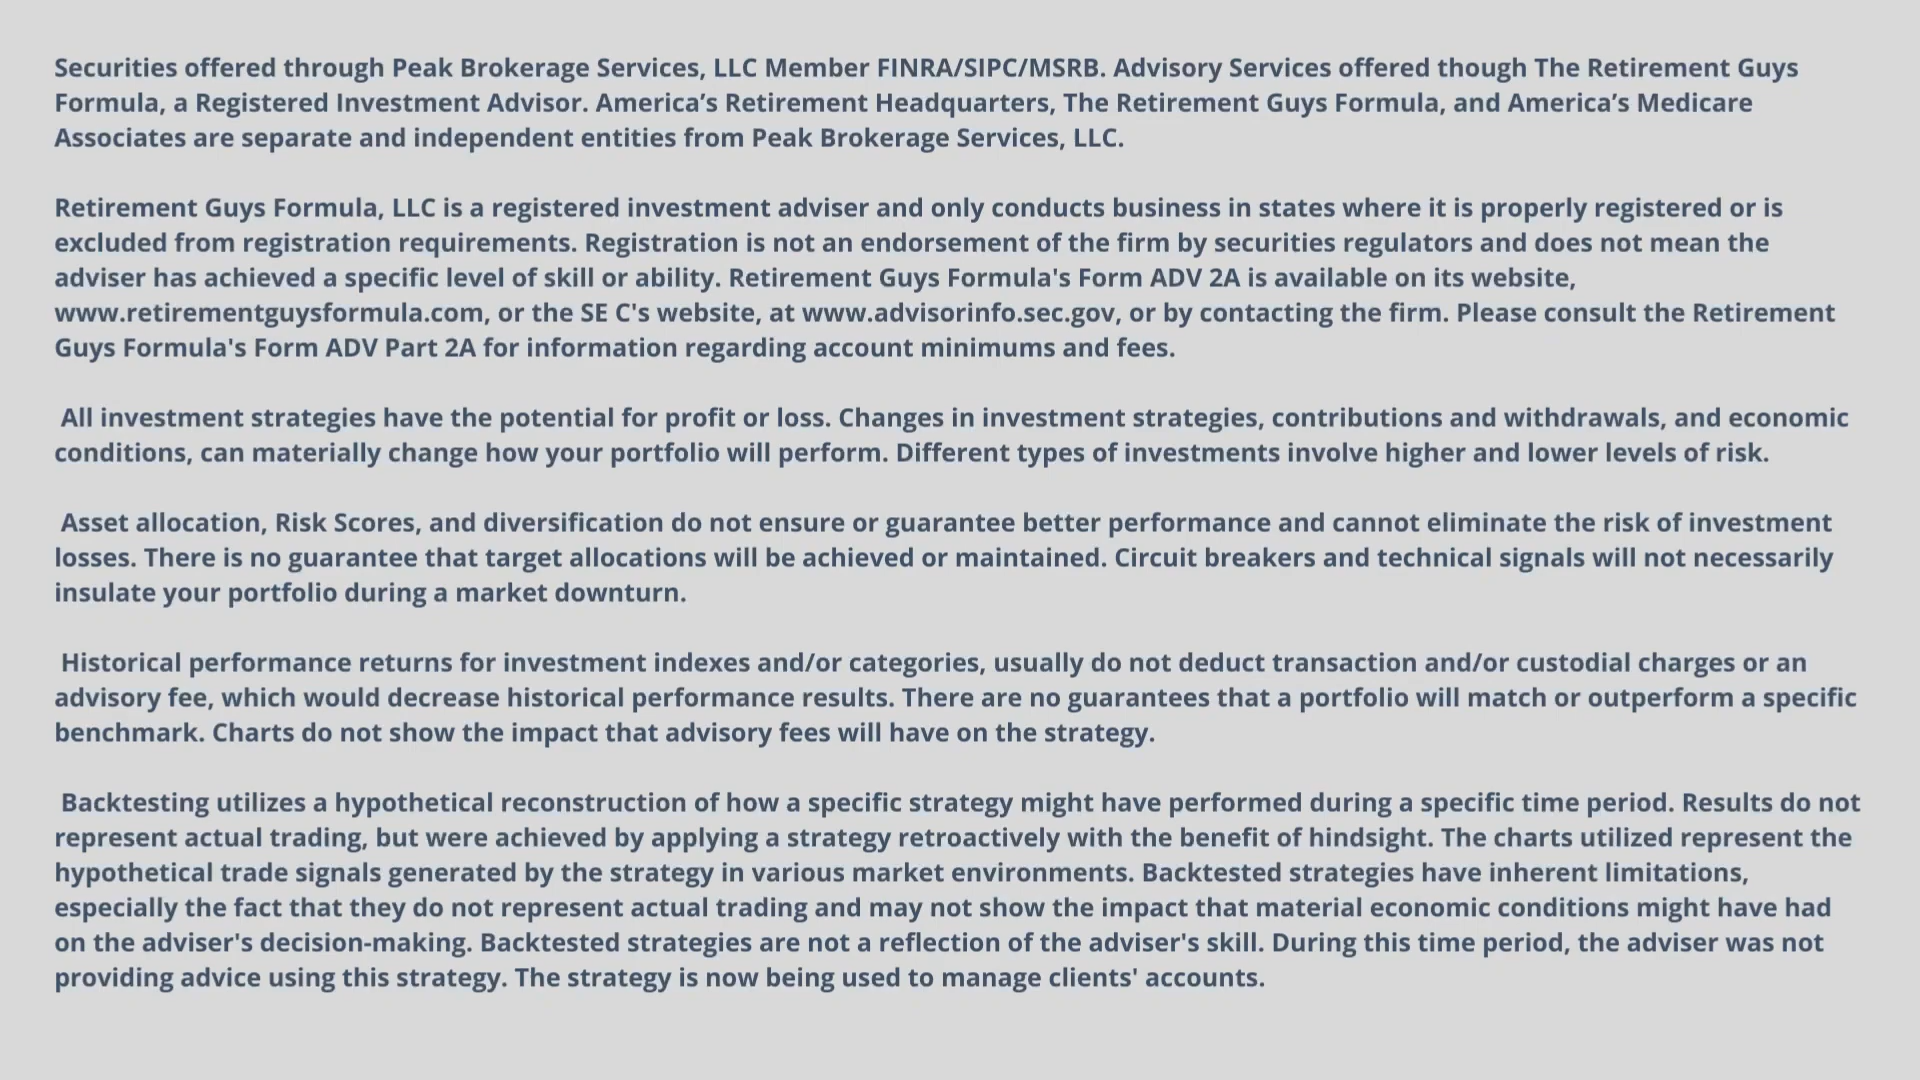 Securities offered through Peak Brokerage Services, LLC Member FINRA/SIPC/MSRB. Advisory Services offered though The Retirement Guys
Formula, a Registered Investment Advisor. America’s Retirement Headquarters, The Retirement Guys Formula, and America’s Medicare
Associates are separate and independent entities from Peak Brokerage Services, LLC.
Retirement Guys Formula, LLC is a registered investment adviser and only conducts business in states where it is properly registered or is
excluded from registration requirements. Registration is not an endorsement of the firm by securities regulators and does not mean the
adviser has achieved a specific level of skill or ability. Retirement Guys Formula's Form ADV 2A is available on its website,
www.retirementguysformula.com, or the SE C's website, at www.advisorinfo.sec.gov, or by contacting the firm. Please consult the Retirement
Guys Formula's Form ADV Part 2A for information regarding account minimums and fees.
All investment strategies have the potential for profit or loss. Changes in investment strategies, contributions and withdrawals, and economic
conditions, can materially change how your portfolio will perform. Different types of investments involve higher and lower levels of risk.
Asset allocation, Risk Scores, and diversification do not ensure or guarantee better performance and cannot eliminate the risk of investment
losses. There is no guarantee that target allocations will be achieved or maintained. Circuit breakers and technical signals will not necessarily
insulate your portfolio during a market downturn.
Historical performance returns for investment indexes and/or categories, usually do not deduct transaction and/or custodial charges or an
advisory fee, which would decrease historical performance results. There are no guarantees that a portfolio will match or outperform a specific
benchmark. Charts do not show the impact that advisory fees will have on the strategy.
Backtesting utilizes a hypothetical reconstruction of how a specific strategy might have performed during a specific time period. Results do not
represent actual trading, but were achieved by applying a strategy retroactively with the benefit of hindsight. The charts utilized represent the
hypothetical trade signals generated by the strategy in various market environments. Backtested strategies have inherent limitations,
especially the fact that they do not represent actual trading and may not show the impact that material economic conditions might have had
on the adviser's decision-making. Backtested strategies are not a reflection of the adviser's skill. During this time period, the adviser was not
providing advice using this strategy. The strategy is now being used to manage clients' accounts.